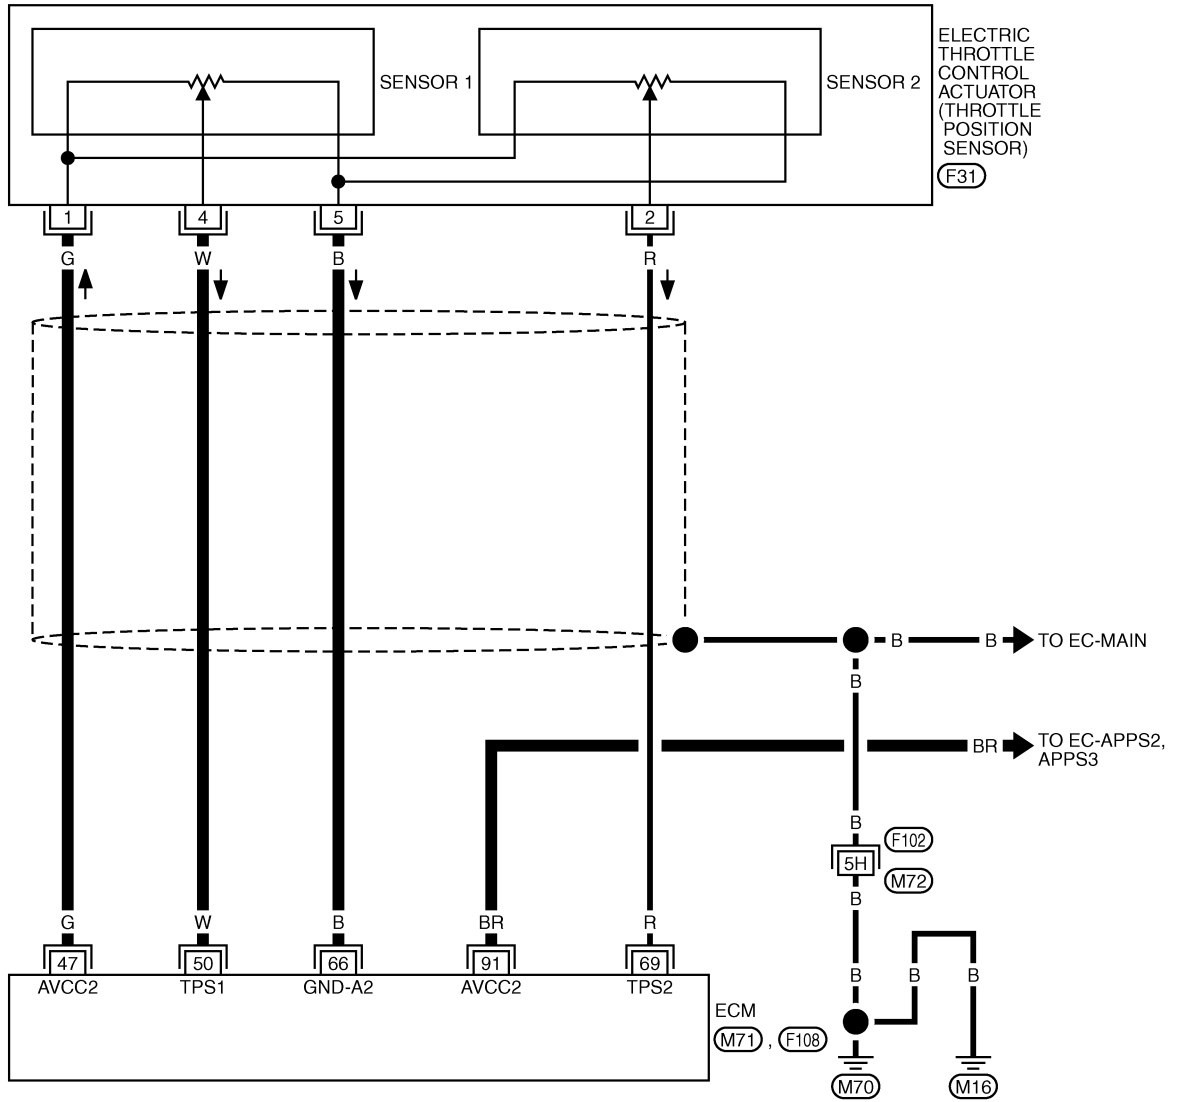 SENSOR 1
SENSOR 2
ELECTRIC
THROTTLE
CONTROL
ACTUATOR
(THROTTLE
POSITION
SENSOR)
F31
1
4
5
2
G
W
B
R
B
B
TO EC-MAIN
B
BR
TO EC-APPS2,
APPS3
B
F102
5H
M72
B
G
W
B
BR
R
47
50
66
91
69
AVCC2
TPS1
GND-A2
AVCC2
TPS2
B
B
B
ECM
M71 , F108
M70
M16